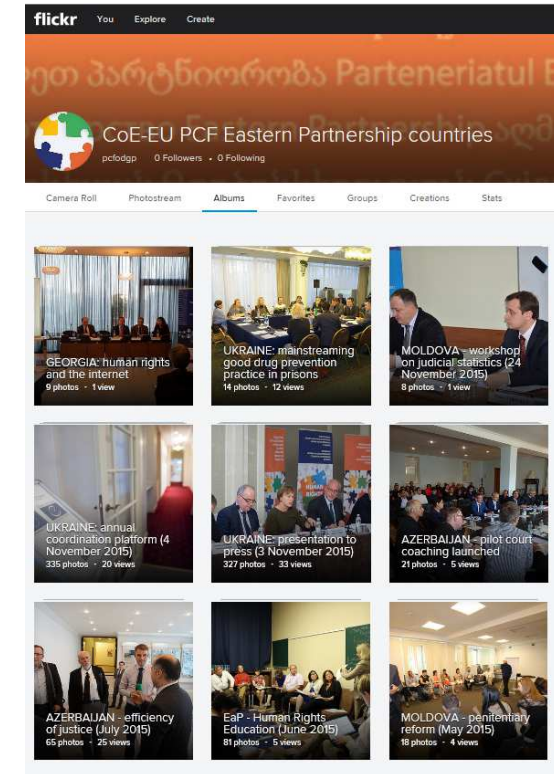 flickr You Explore Create
ეთ პარტნიორობა Parteneriatul E
CoE-EU PCF Eastern Partnership countries
pcfodgp 0 Followers • 0 Following
Camera Roll Photostream Albums Favorites Groups Creations Stats
GEORGIA: human rights
and the internet
9 photos · 1 view
UKRAINE: mainstreaming
good drug prevention
practice in prisons
14 photos · 12 views
MOLDOVA - workshop
on judicial statistics (24
November 2015)
8 photos · 1 view
UKRAINE: annual
coordination platform (4
November 2015)
335 photos · 20 views
HUMAN
UKRAINE: presentation to
press (3 November 2015)
327 photos · 33 views
AZERBAIJAN - pilot court
coaching launched
21 photos · 5 views
AZERBAIJAN - efficiency
of justice (July 2015)
65 photos · 25 views
EaP - Human Rights
Education (June 2015)
81 photos · 5 views
MOLDOVA - penitentiary
reform (May 2015)
18 photos · 4 views